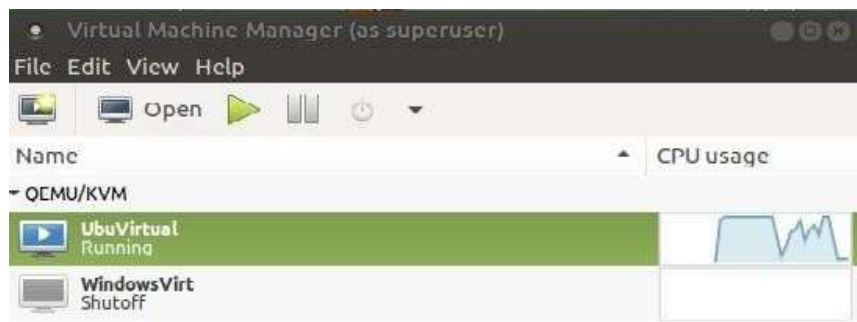 Virtual Machine Manager (as superuser)
File Edit View Help
Open
Name CPU usage
QEMU/KVM
UbuVirtual
Running
WindowsVirt
Shutoff